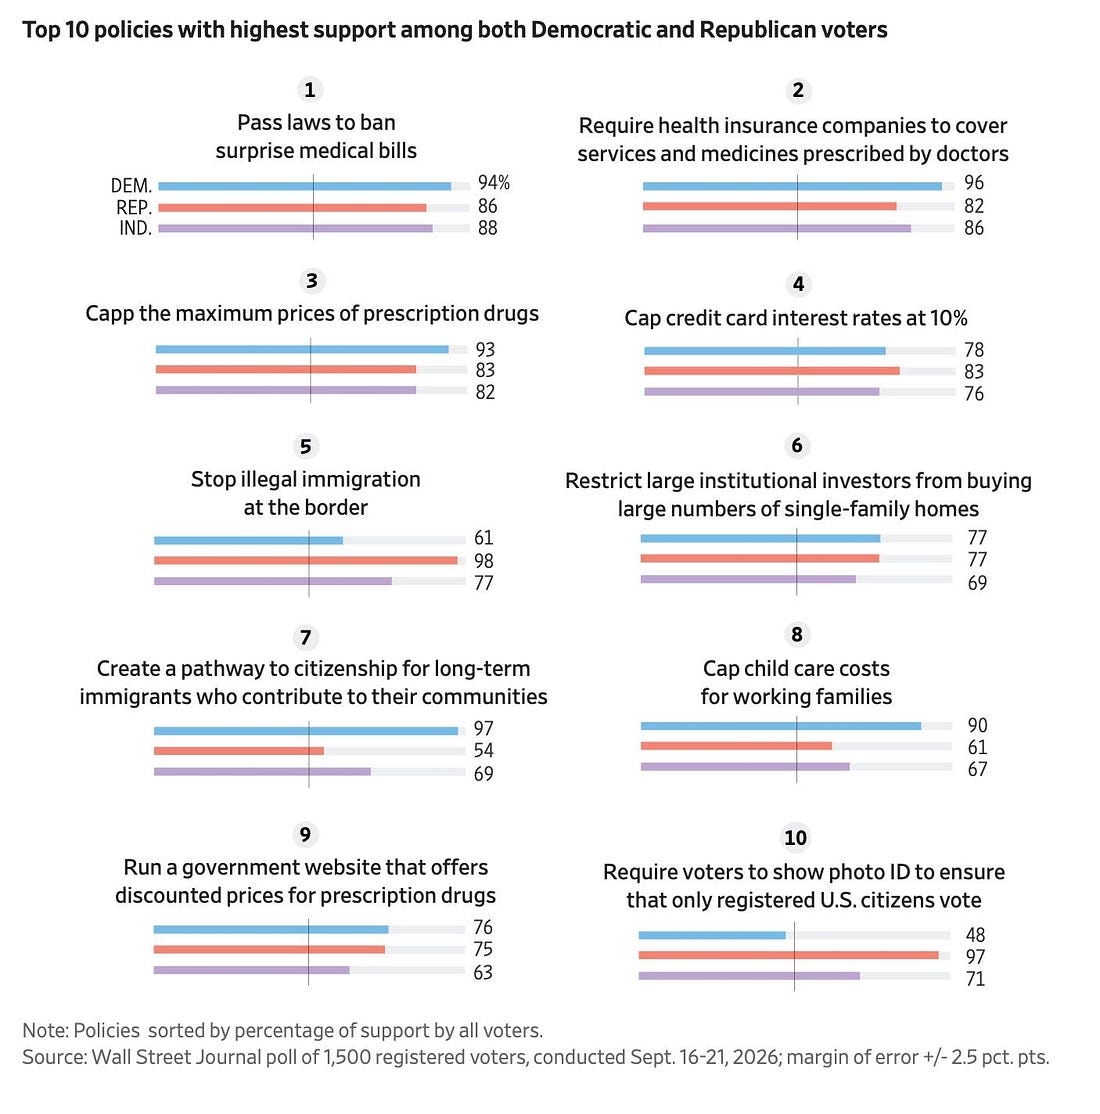 Top 10 policies with highest support among both Democratic and Republican voters
1
Pass laws to ban
surprise medical bills
DEM. 94%
REP. 86
IND. 88
2
Require health insurance companies to cover
services and medicines prescribed by doctors
96
82
86
3
Capp the maximum prices of prescription drugs
93
83
82
4
Cap credit card interest rates at 10%
78
83
76
5
Stop illegal immigration
at the border
61
98
77
6
Restrict large institutional investors from buying
large numbers of single-family homes
77
77
69
7
Create a pathway to citizenship for long-term
immigrants who contribute to their communities
97
54
69
8
Cap child care costs
for working families
90
61
67
9
Run a government website that offers
discounted prices for prescription drugs
76
75
63
10
Require voters to show photo ID to ensure
that only registered U.S. citizens vote
48
97
71
Note: Policies sorted by percentage of support by all voters.
Source: Wall Street Journal poll of 1,500 registered voters, conducted Sept. 16-21, 2026; margin of error +/- 2.5 pct. pts.